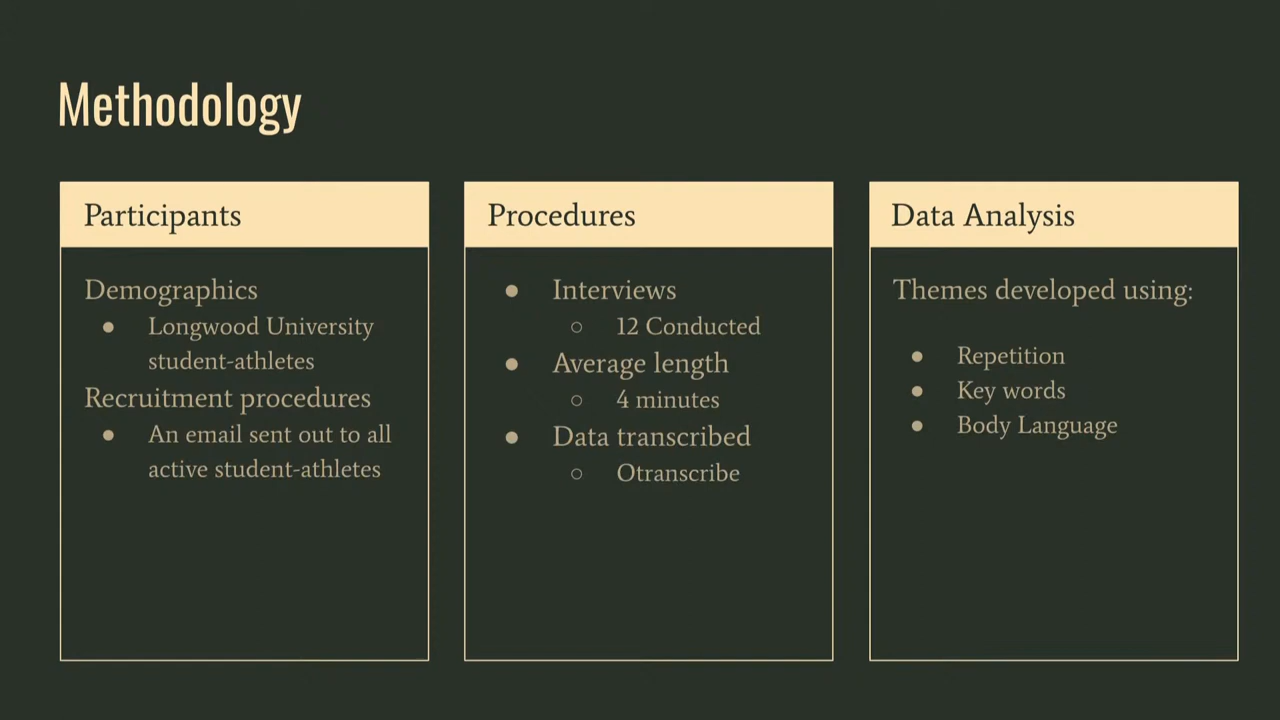 Methodology
Participants
Demographics
● Longwood University
student-athletes
Recruitment procedures
● An email sent out to all
active student-athletes
Procedures
● Interviews
○ 12 Conducted
● Average length
○ 4 minutes
● Data transcribed
○ Otranscribe
Data Analysis
Themes developed using:
● Repetition
● Key words
● Body Language